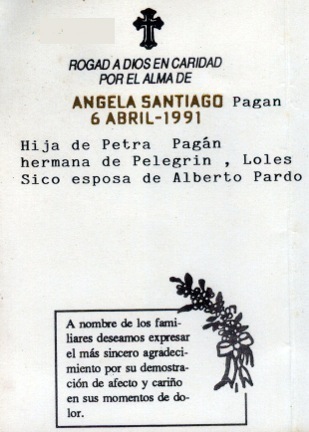 ROGAD A DIOS EN CARIDAD
POR EL ALMA DE
ANGELA SANTIAGO Pagan
6 ABRIL-1991
Hija de Petra Pagán
hermana de Pelegrin , Loles
Sico esposa de Alberto Pardo
A nombre de los fami-
liares deseamos expresar
el más sincero agradeci-
miento por su demostra-
ción de afecto y cariño
en sus momentos de do-
lor.